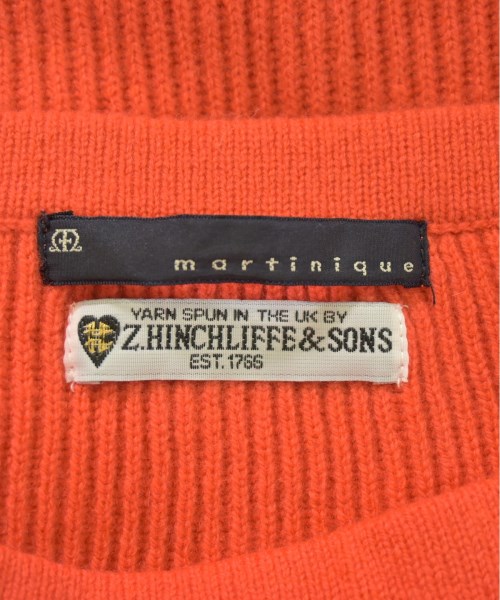 martinique
YARN SPUN IN THE UK BY
Z.HINCHLIFFE & SONS
EST. 1766